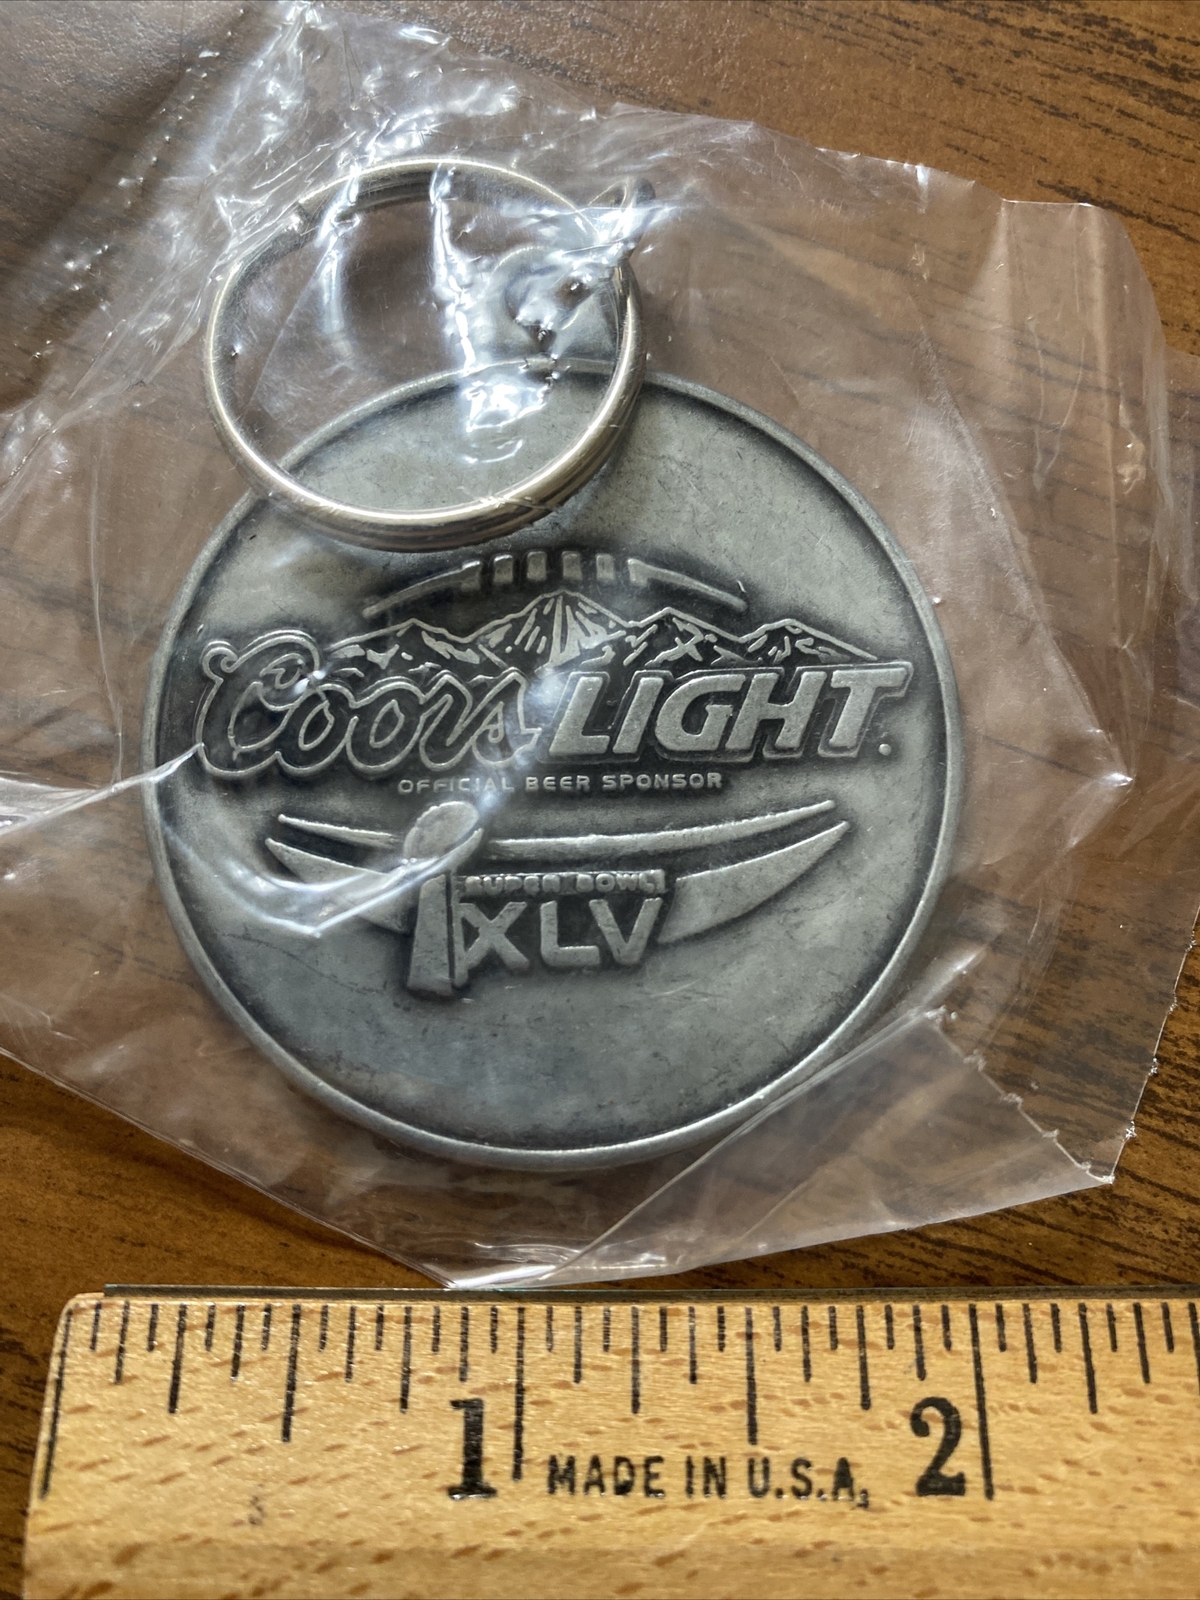 Coors LIGHT.
OFFICIAL BEER SPONSOR
SUPER BOWL
XLV
1 MADE IN U.S.A. 2